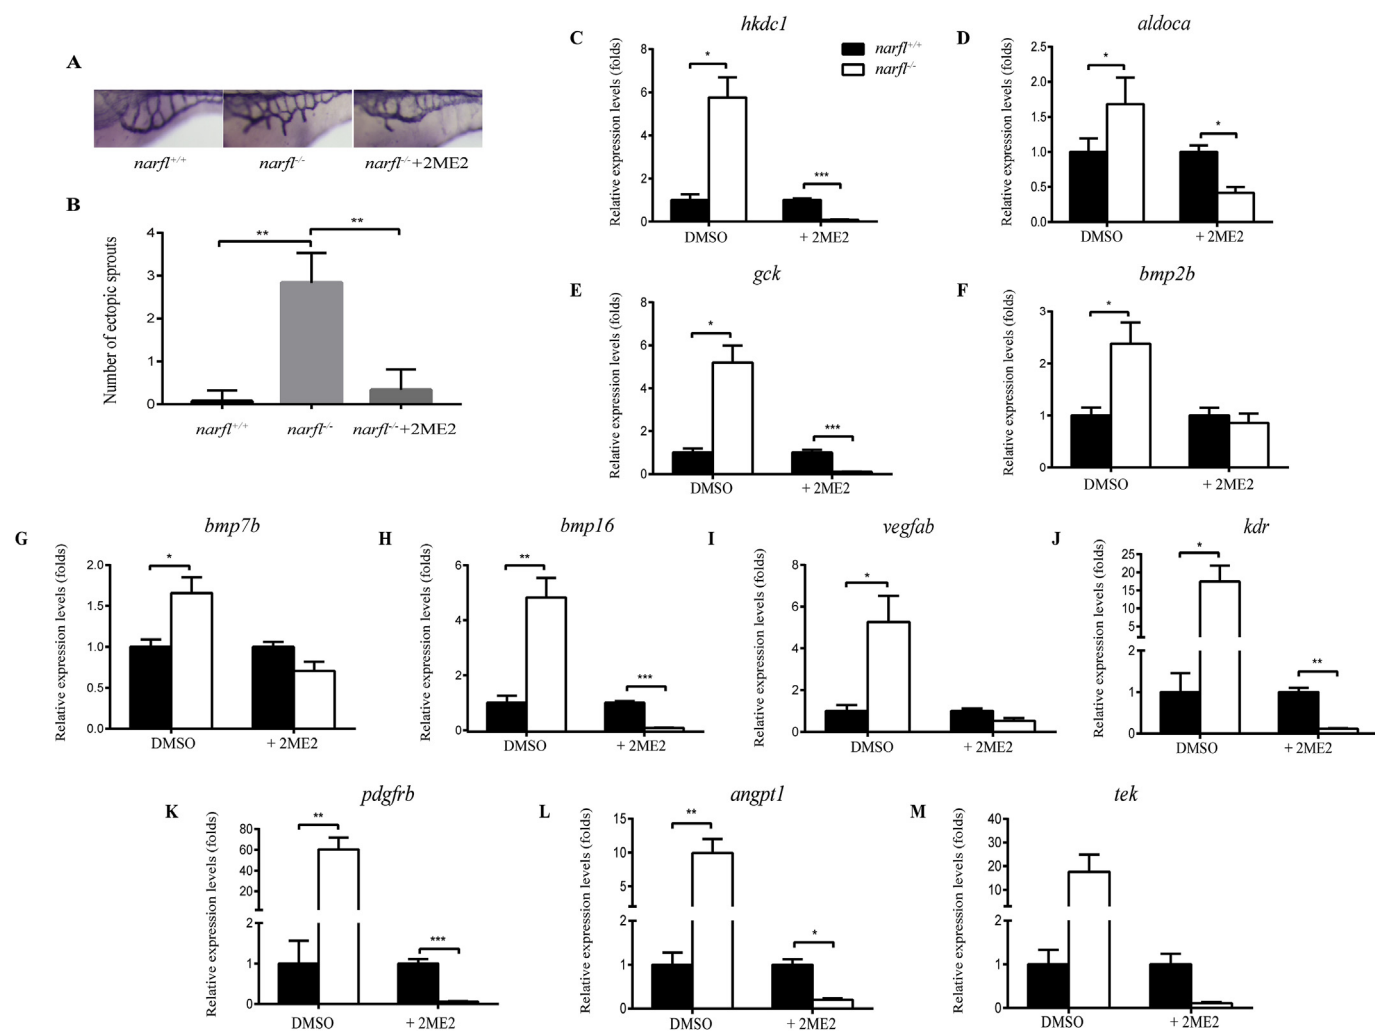 A
narfl+/+
narfl-/-
narfl-/-+2ME2
B
Number of ectopic sprouts
4
3
2
1
0
**
**
narfl+/+
narfl-/-
narfl-/-+2ME2
C
hkdc1
Relative expression levels (folds)
8
6
4
2
0
*
***
DMSO
+ 2ME2
narfl+/+
narfl-/-
D
aldoca
Relative expression levels (folds)
2.5
2.0
1.5
1.0
0.5
0.0
*
*
DMSO
+ 2ME2
E
gck
Relative expression levels (folds)
8
6
4
2
0
*
***
DMSO
+ 2ME2
F
bmp2b
Relative expression levels (folds)
3
2
1
0
*
DMSO
+ 2ME2
G
bmp7b
Relative expression levels (folds)
2.0
1.5
1.0
0.5
0.0
*
DMSO
+ 2ME2
H
bmp16
Relative expression levels (folds)
6
4
2
0
**
***
DMSO
+ 2ME2
I
vegfab
Relative expression levels (folds)
8
6
4
2
0
*
DMSO
+ 2ME2
J
kdr
Relative expression levels (folds)
25
20
15
10
5
2
1
0
*
**
DMSO
+ 2ME2
K
pdgfrb
Relative expression levels (folds)
80
60
40
20
2
1
0
**
***
DMSO
+ 2ME2
L
angpt1
Relative expression levels (folds)
15
10
5
2
1
0
**
*
DMSO
+ 2ME2
M
tek
Relative expression levels (folds)
40
30
20
10
2
1
0
DMSO
+ 2ME2